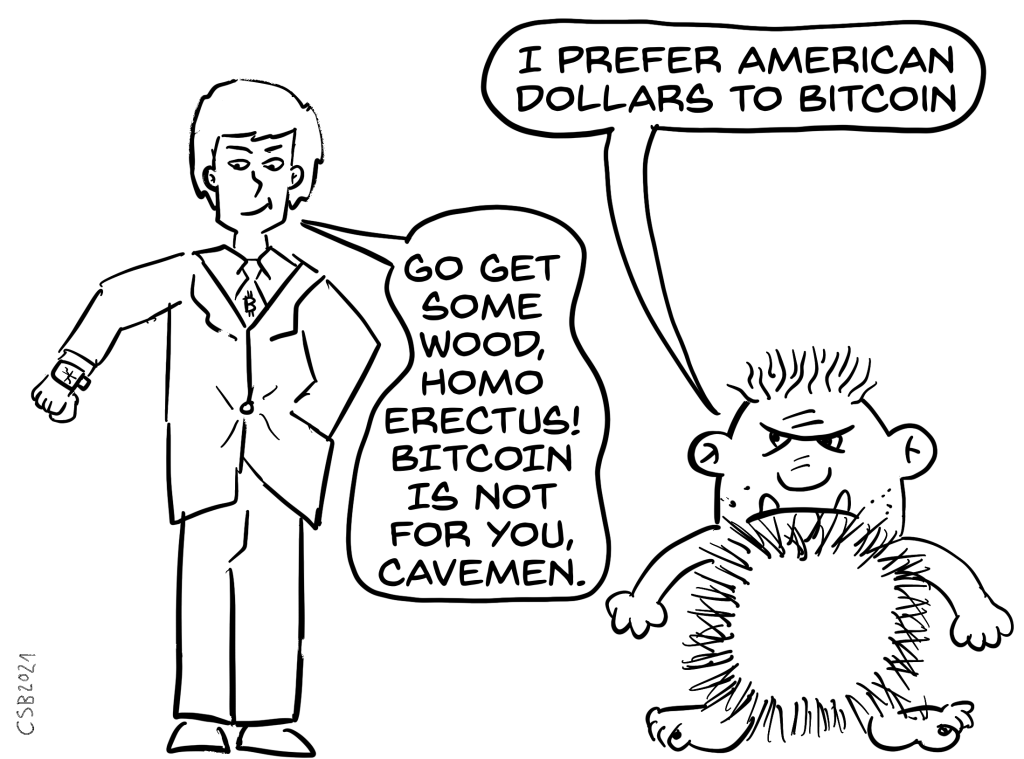 I PREFER AMERICAN
DOLLARS TO BITCOIN
GO GET
SOME
WOOD,
HOMO
ERECTUS!
BITCOIN
IS NOT
FOR YOU,
CAVEMEN.
₿
CSB2021